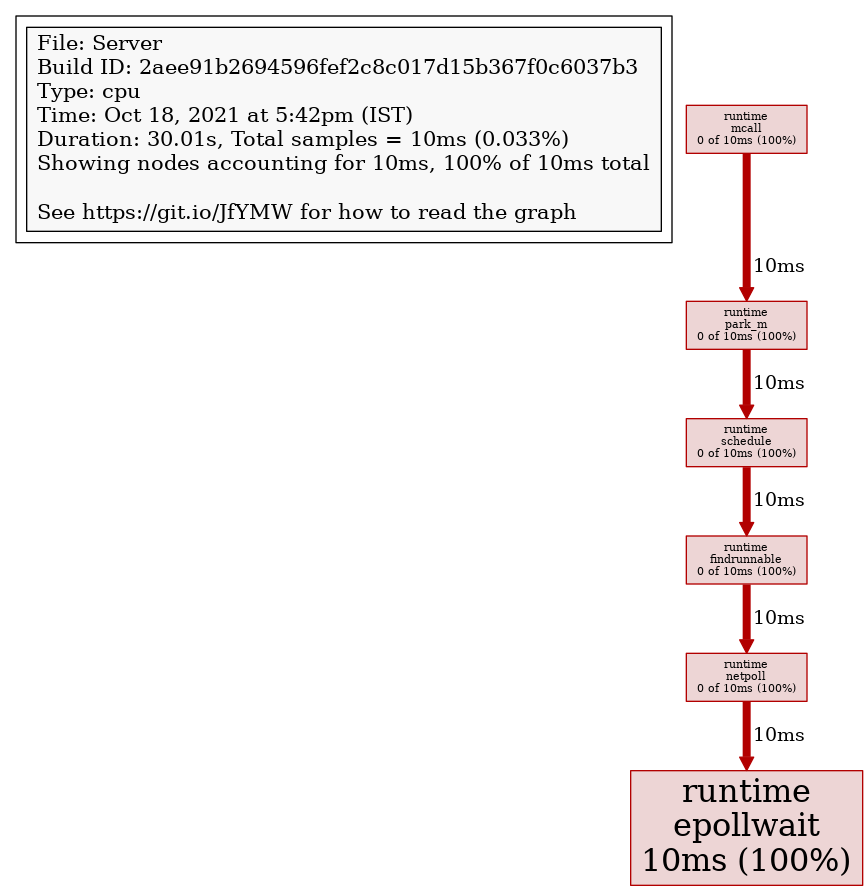 File: Server
Build ID: 2aee91b2694596fef2c8c017d15b367f0c6037b3
Type: cpu
Time: Oct 18, 2021 at 5:42pm (IST)
Duration: 30.01s, Total samples = 10ms (0.033%)
Showing nodes accounting for 10ms, 100% of 10ms total
See https://git.io/JfYMW for how to read the graph
runtime
mcall
0 of 10ms (100%)
10ms
runtime
park_m
0 of 10ms (100%)
10ms
runtime
schedule
0 of 10ms (100%)
10ms
runtime
findrunnable
0 of 10ms (100%)
10ms
runtime
netpoll
0 of 10ms (100%)
10ms
runtime
epollwait
10ms (100%)